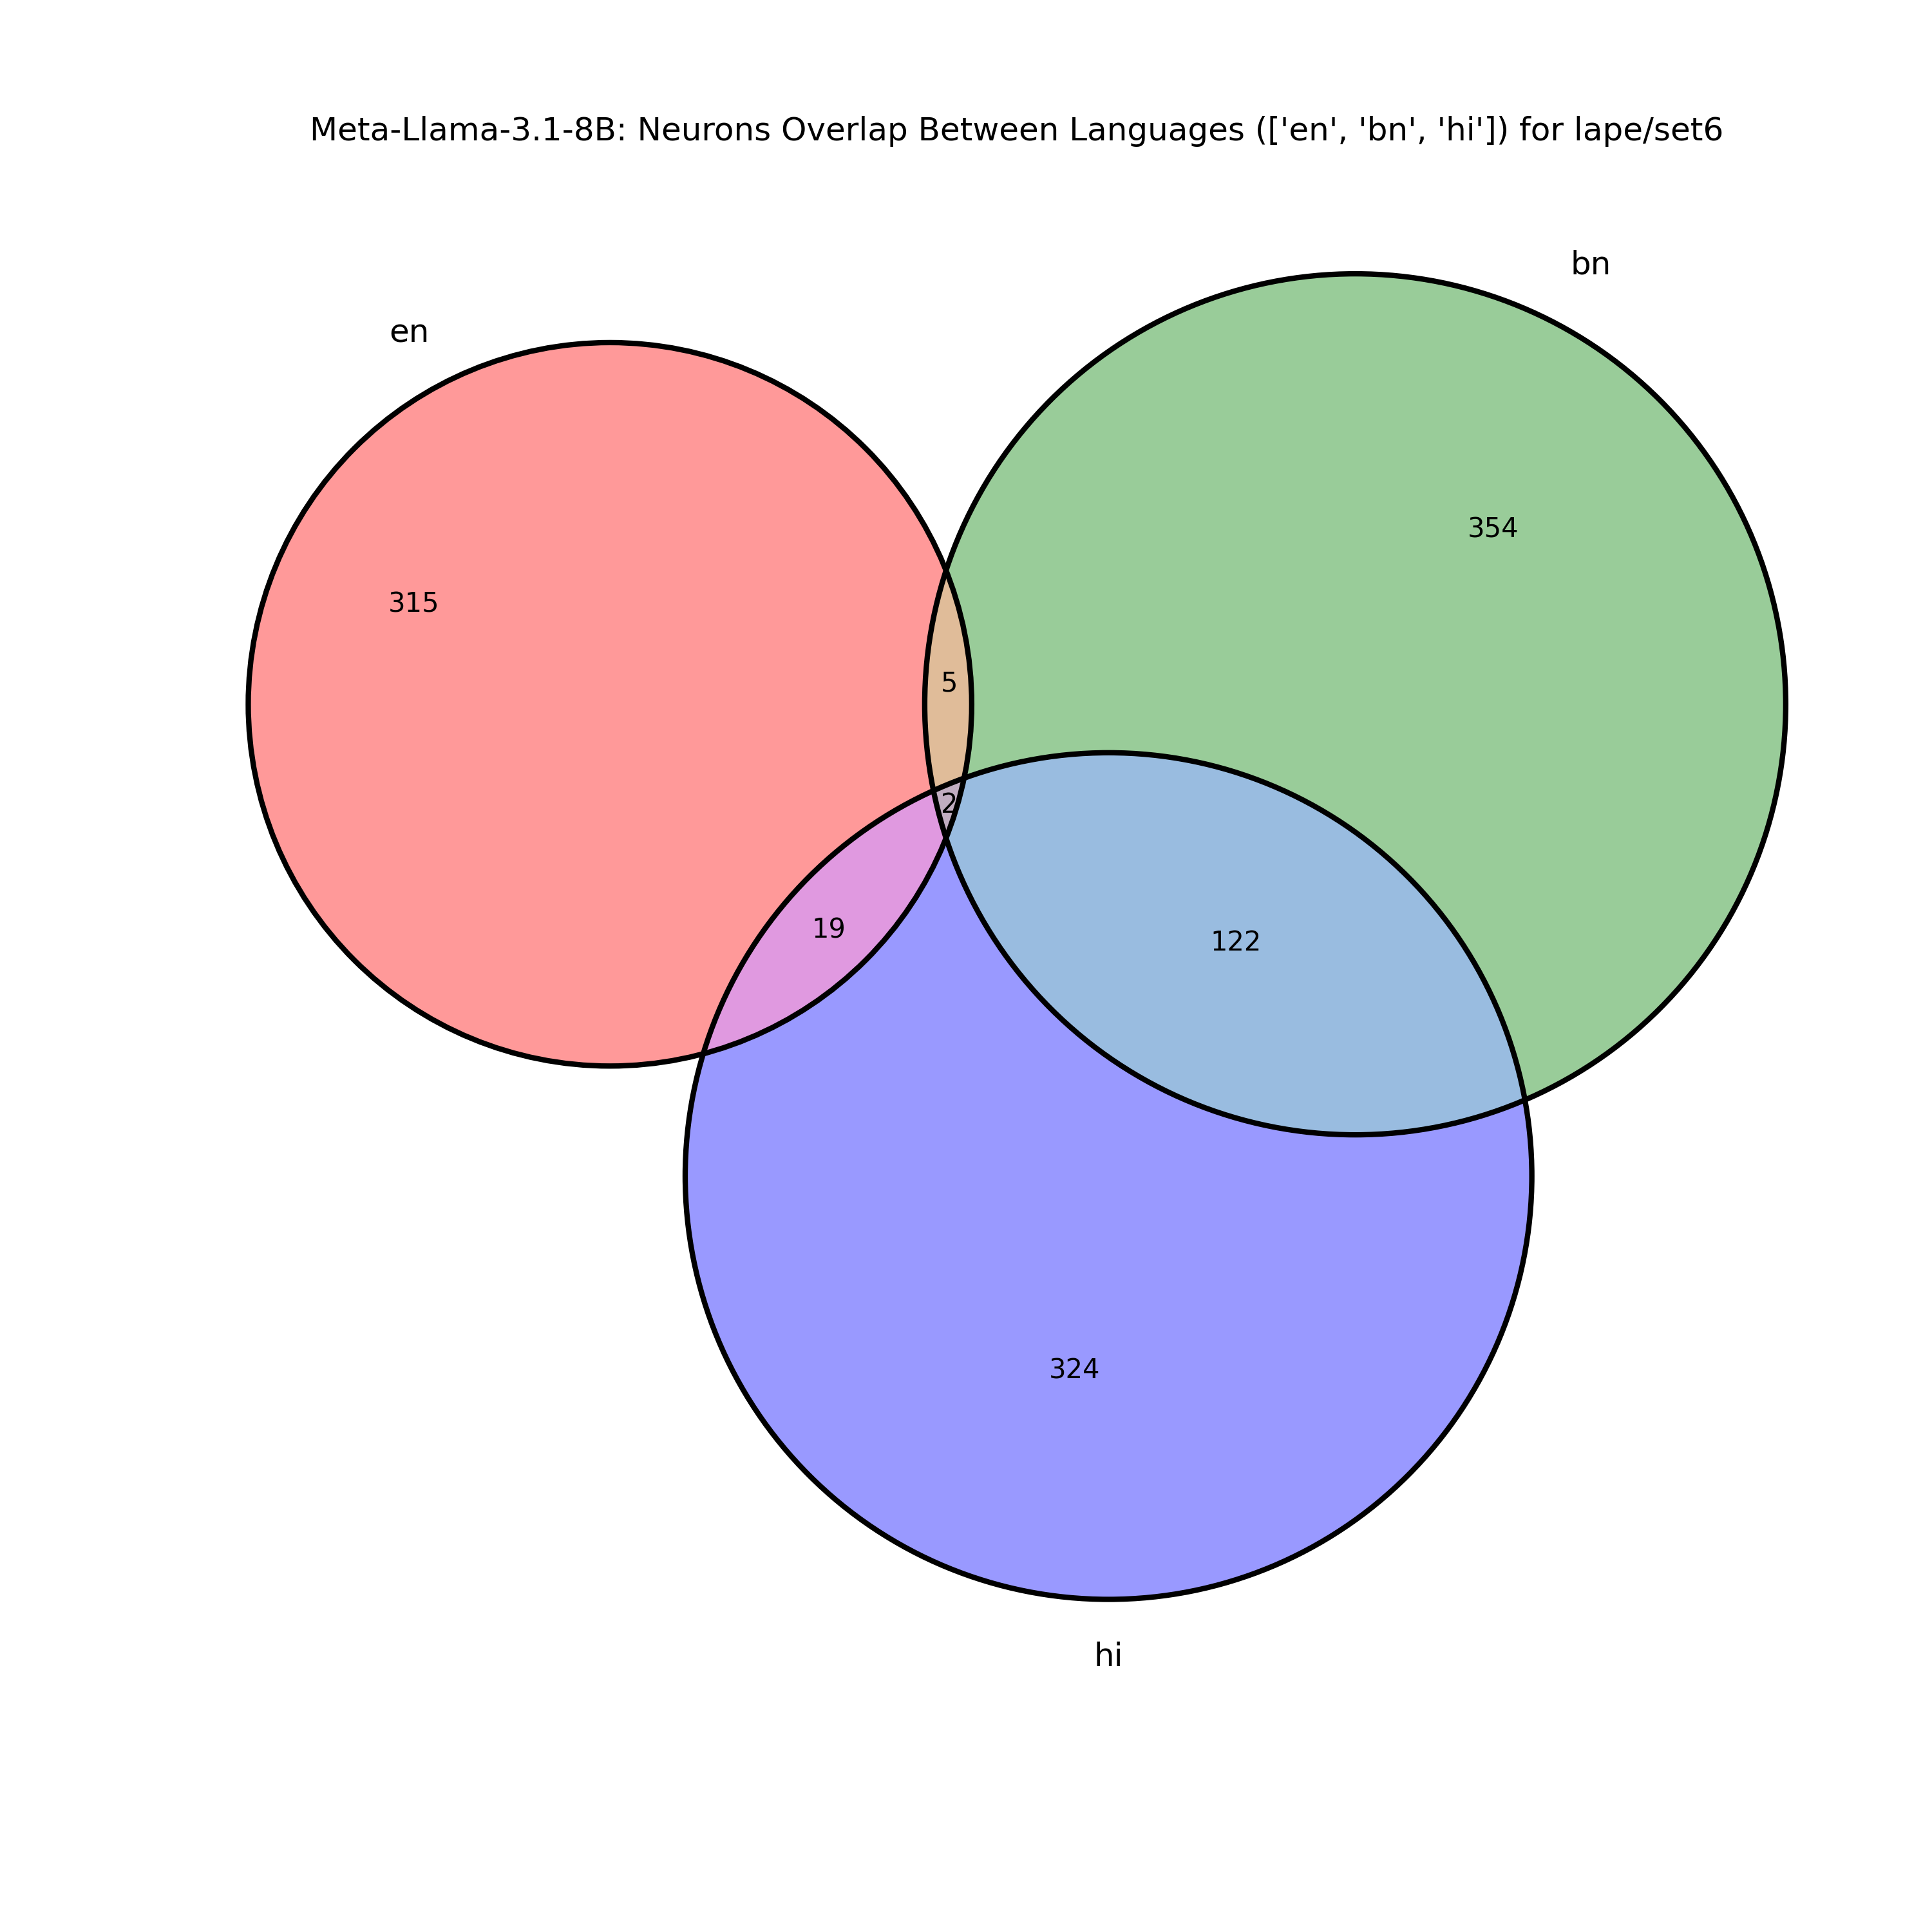 Meta-Llama-3.1-8B: Neurons Overlap Between Languages (['en', 'bn', 'hi']) for lape/set6
bn
en
354
315
5
2
19
122
324
hi